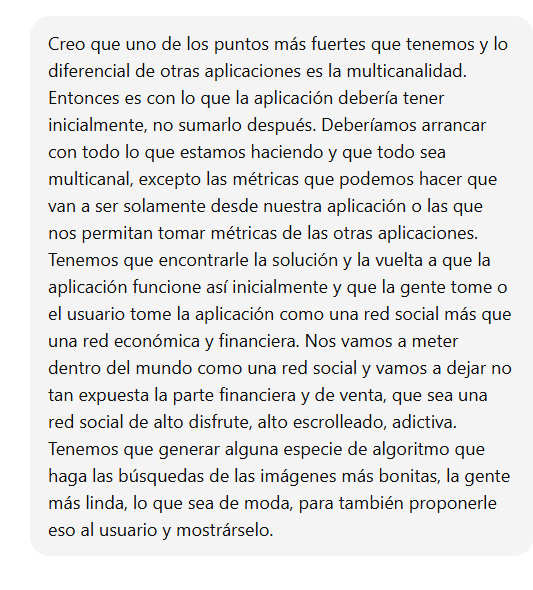 Creo que uno de los puntos más fuertes que tenemos y lo
diferencial de otras aplicaciones es la multicanalidad.
Entonces es con lo que la aplicación debería tener
inicialmente, no sumarlo después. Deberíamos arrancar
con todo lo que estamos haciendo y que todo sea
multicanal, excepto las métricas que podemos hacer que
van a ser solamente desde nuestra aplicación o las que
nos permitan tomar métricas de las otras aplicaciones.
Tenemos que encontrarle la solución y la vuelta a que la
aplicación funcione así inicialmente y que la gente tome o
el usuario tome la aplicación como una red social más que
una red económica y financiera. Nos vamos a meter
dentro del mundo como una red social y vamos a dejar no
tan expuesta la parte financiera y de venta, que sea una
red social de alto disfrute, alto escrolleado, adictiva.
Tenemos que generar alguna especie de algoritmo que
haga las búsquedas de las imágenes más bonitas, la gente
más linda, lo que sea de moda, para también proponerle
eso al usuario y mostrárselo.